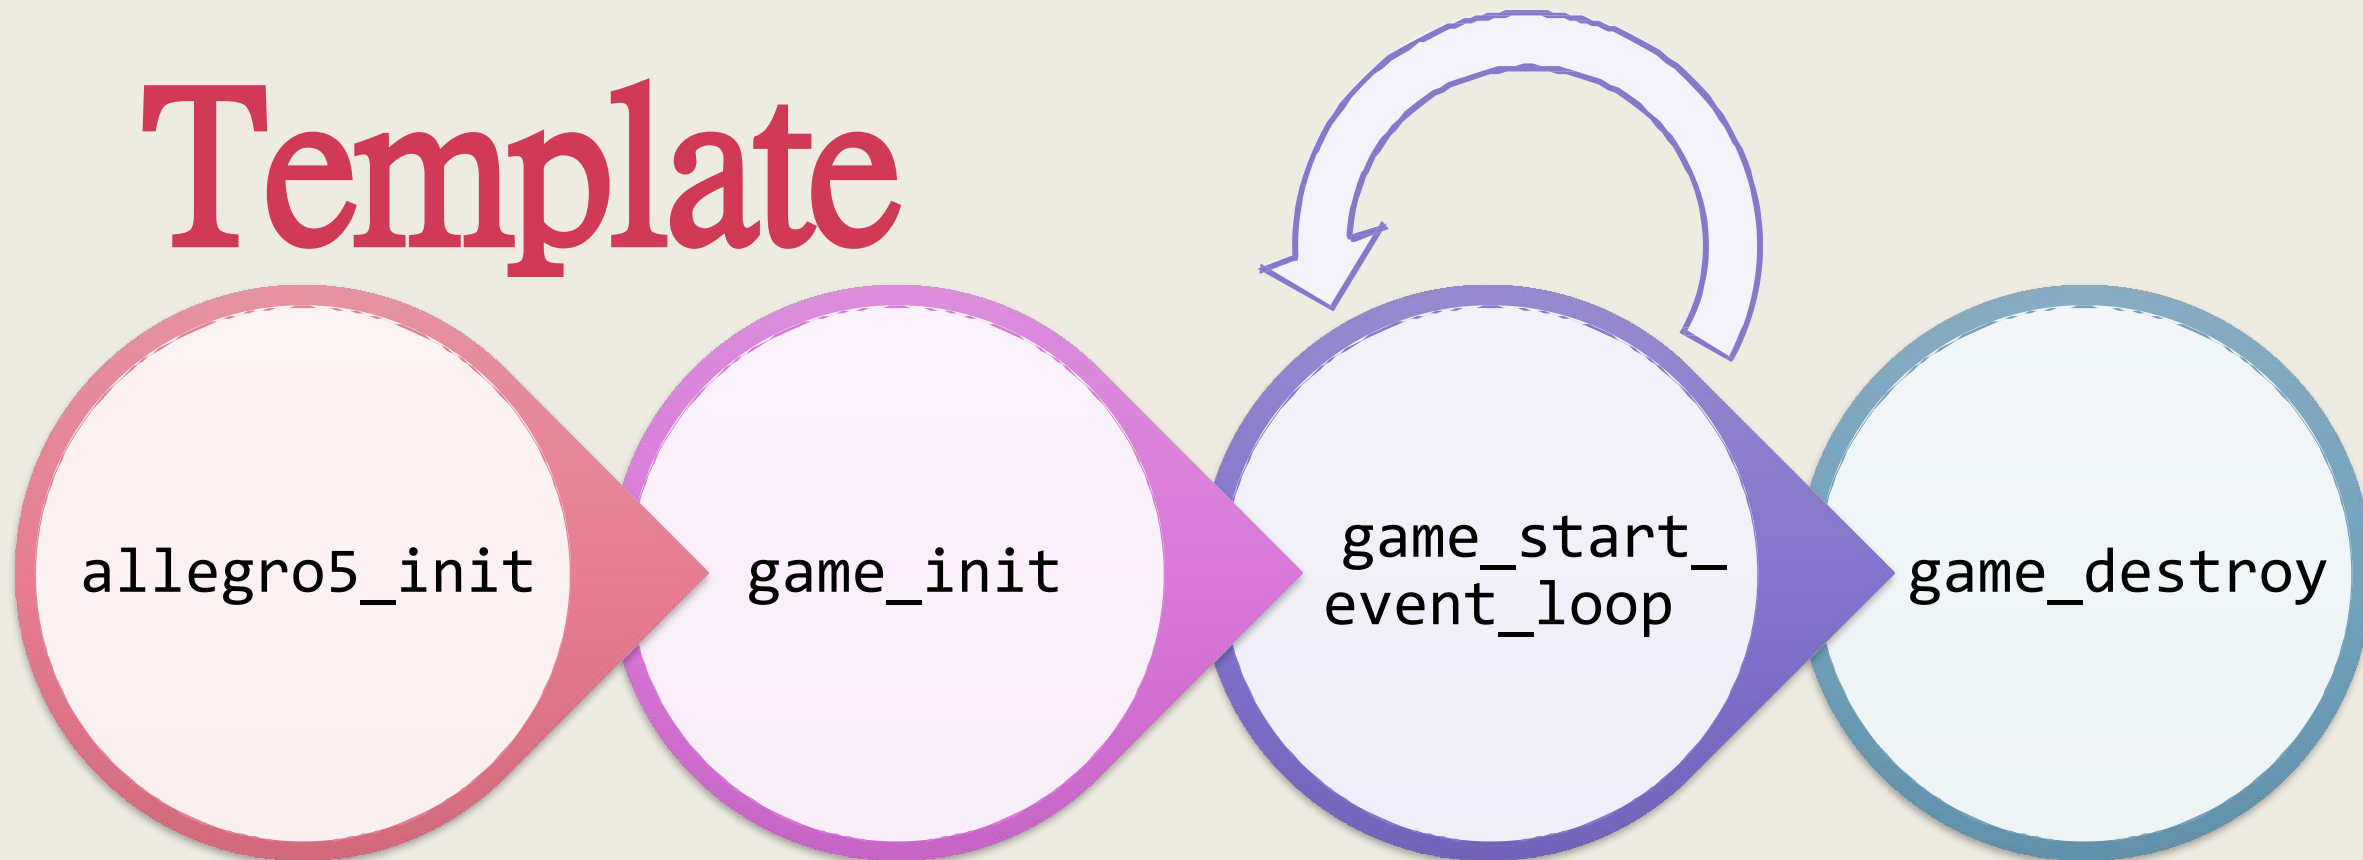 Template
allegro5_init
game_init
game_start_
event_loop
game_destroy